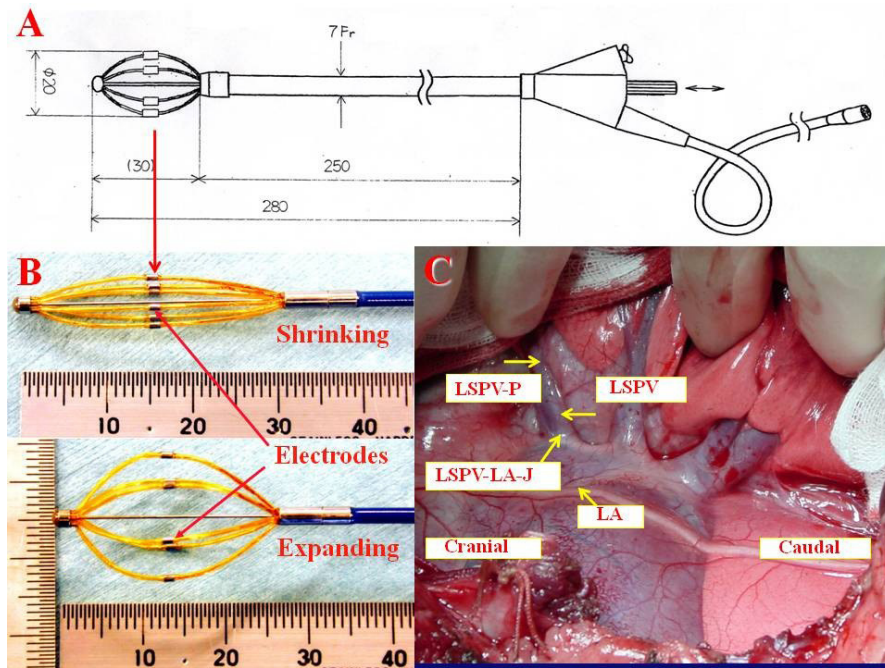 A
7Fr
φ20
(30)
250
280
B
Shrinking
10 20 30 40
Electrodes
Expanding
10 20 30 40
C
LSPV-P
LSPV
LSPV-LA-J
LA
Cranial
Caudal